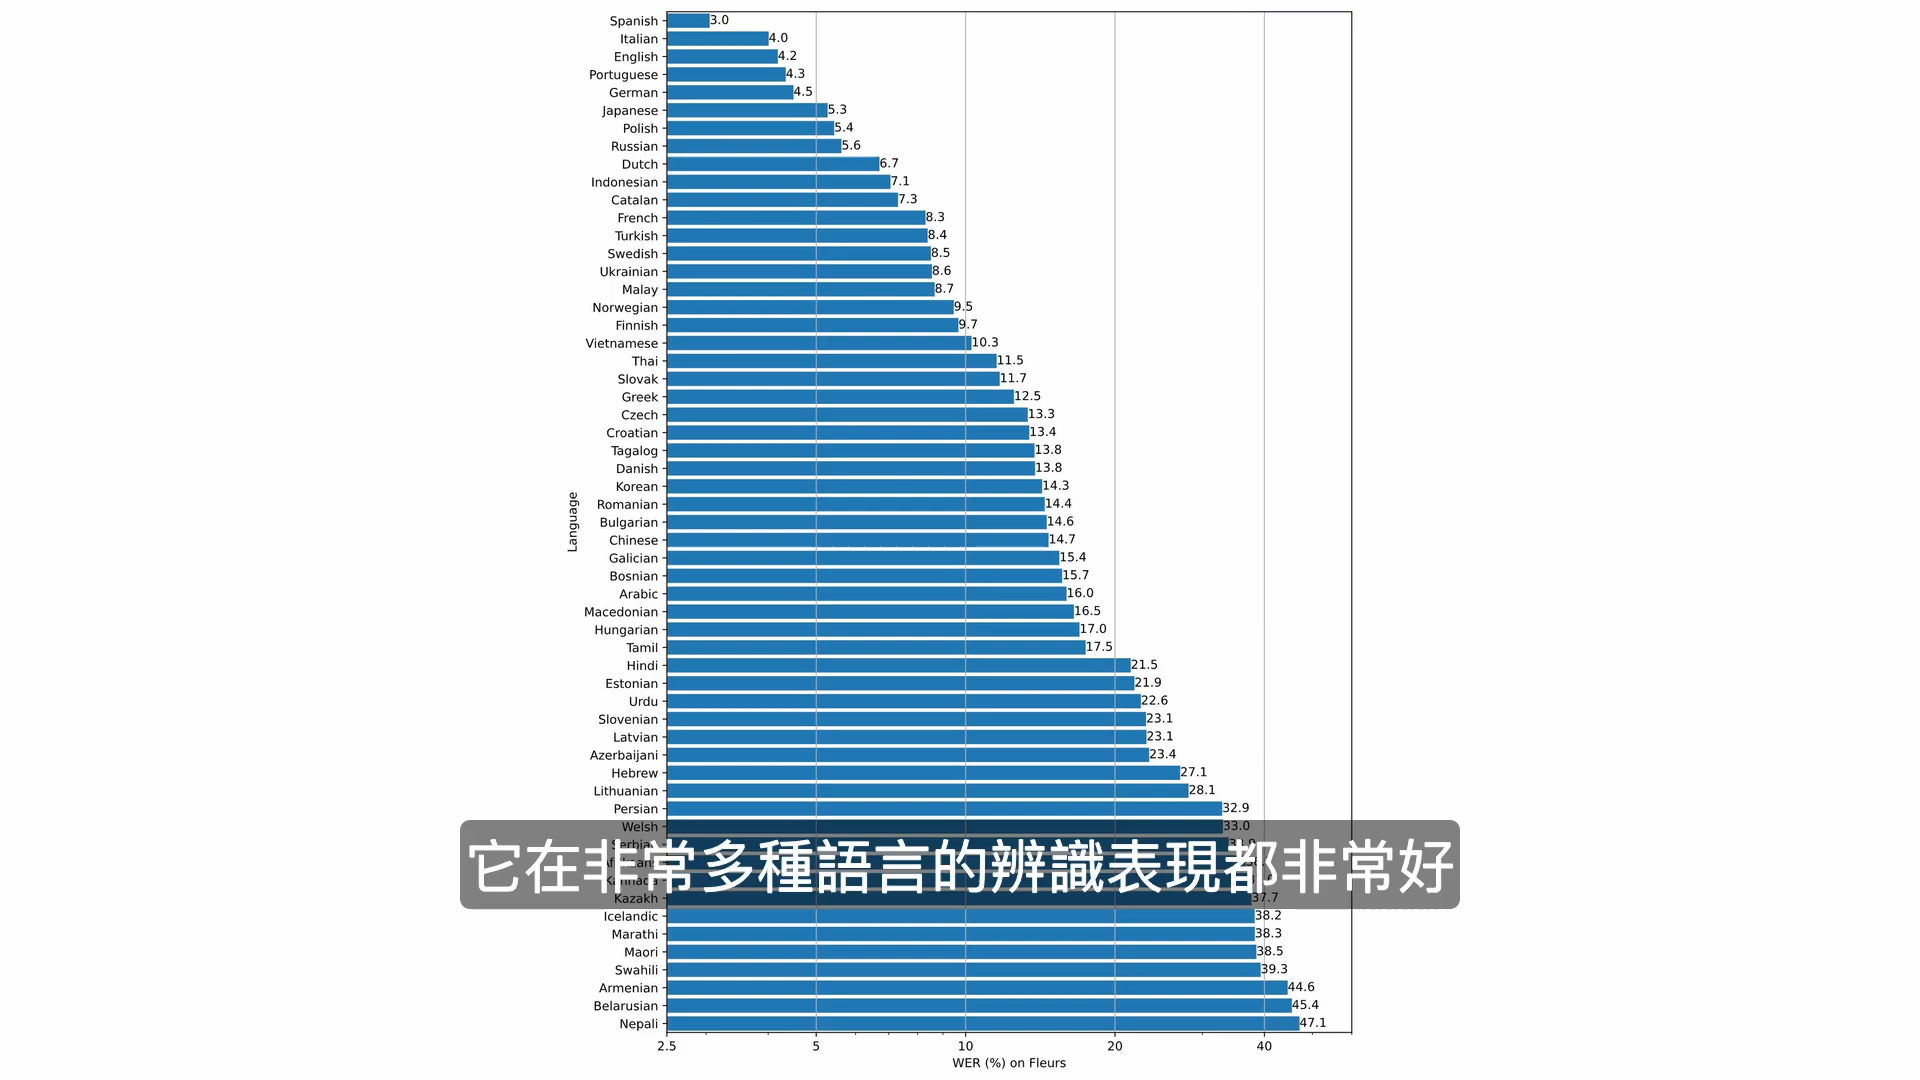 Spanish 3.0
Italian 4.0
English 4.2
Portuguese 4.3
German 4.5
Japanese 5.3
Polish 5.4
Russian 5.6
Dutch 6.7
Indonesian 7.1
Catalan 7.3
French 8.3
Turkish 8.4
Swedish 8.5
Ukrainian 8.6
Malay 8.7
Norwegian 9.5
Finnish 9.7
Vietnamese 10.3
Thai 11.5
Slovak 11.7
Greek 12.5
Czech 13.3
Croatian 13.4
Tagalog 13.8
Danish 13.8
Korean 14.3
Romanian 14.4
Bulgarian 14.6
Chinese 14.7
Galician 15.4
Bosnian 15.7
Arabic 16.0
Macedonian 16.5
Hungarian 17.0
Tamil 17.5
Hindi 21.5
Estonian 21.9
Urdu 22.6
Slovenian 23.1
Latvian 23.1
Azerbaijani 23.4
Hebrew 27.1
Lithuanian 28.1
Persian 32.9
Welsh 33.0
Serbian
Kannada
Kazakh 37.7
Icelandic 38.2
Marathi 38.3
Maori 38.5
Swahili 39.3
Armenian 44.6
Belarusian 45.4
Nepali 47.1
Language
2.5 5 10 20 40
WER (%) on Fleurs
它在非常多種語言的辨識表現都非常好